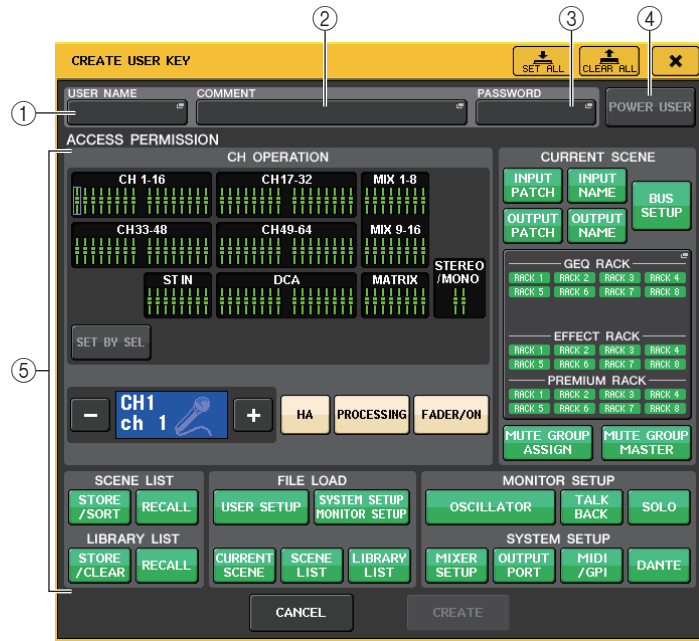 ① ② ③ ④
CREATE USER KEY
SET ALL
CLEAR ALL
USER NAME
COMMENT
PASSWORD
POWER USER
⑤
ACCESS PERMISSION
CH OPERATION
CH 1-16
CH17-32
MIX 1-8
CH33-48
CH49-64
MIX 9-16
ST IN
DCA
MATRIX
STEREO
/MONO
SET BY SEL
CH1
ch 1
HA
PROCESSING
FADER/ON
CURRENT SCENE
INPUT
PATCH
INPUT
NAME
BUS
SETUP
OUTPUT
PATCH
OUTPUT
NAME
GEQ RACK
RACK 1 RACK 2 RACK 3 RACK 4
RACK 5 RACK 6 RACK 7 RACK 8
EFFECT RACK
RACK 1 RACK 2 RACK 3 RACK 4
RACK 5 RACK 6 RACK 7 RACK 8
PREMIUM RACK
RACK 1 RACK 2 RACK 3 RACK 4
RACK 5 RACK 6 RACK 7 RACK 8
MUTE GROUP
ASSIGN
MUTE GROUP
MASTER
SCENE LIST
STORE
/SORT
RECALL
LIBRARY LIST
STORE
/CLEAR
RECALL
FILE LOAD
USER SETUP
SYSTEM SETUP
MONITOR SETUP
CURRENT
SCENE
SCENE
LIST
LIBRARY
LIST
MONITOR SETUP
OSCILLATOR
TALK
BACK
SOLO
SYSTEM SETUP
MIXER
SETUP
OUTPUT
PORT
MIDI
/GPI
DANTE
CANCEL
CREATE